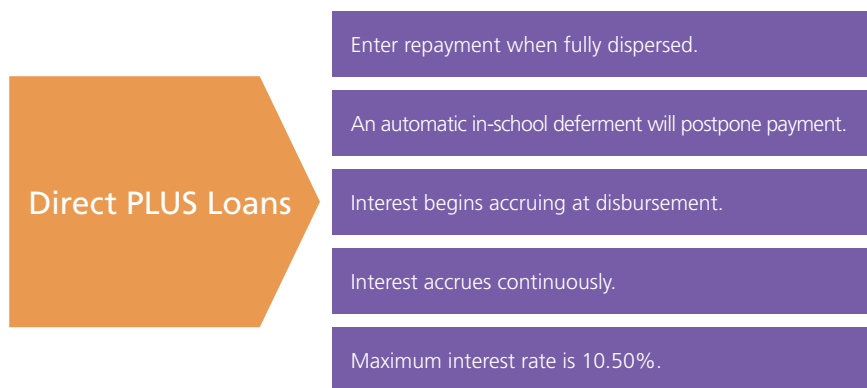 Direct PLUS Loans
Enter repayment when fully dispersed.
An automatic in-school deferment will postpone payment.
Interest begins accruing at disbursement.
Interest accrues continuously.
Maximum interest rate is 10.50%.